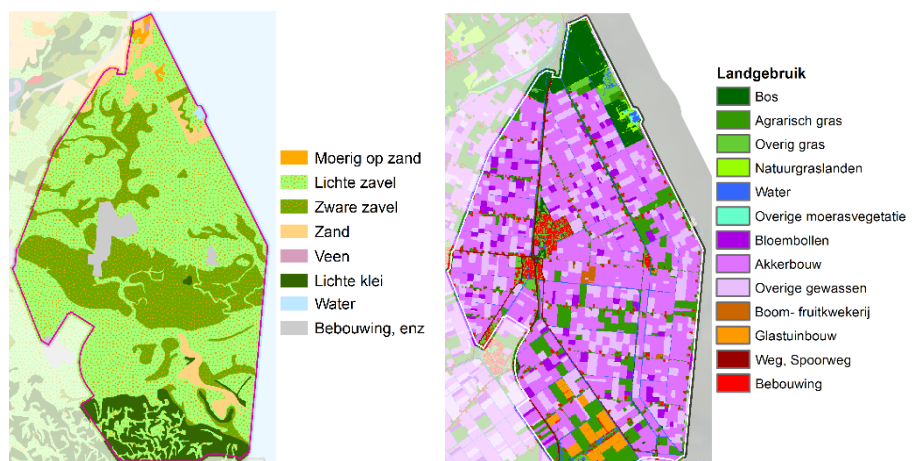 Moerig op zand
Lichte zavel
Zware zavel
Zand
Veen
Lichte klei
Water
Bebouwing, enz
Landgebruik
Bos
Agrarisch gras
Overig gras
Natuurgraslanden
Water
Overige moerasvegetatie
Bloembollen
Akkerbouw
Overige gewassen
Boom- fruitkwekerij
Glastuinbouw
Weg, Spoorweg
Bebouwing